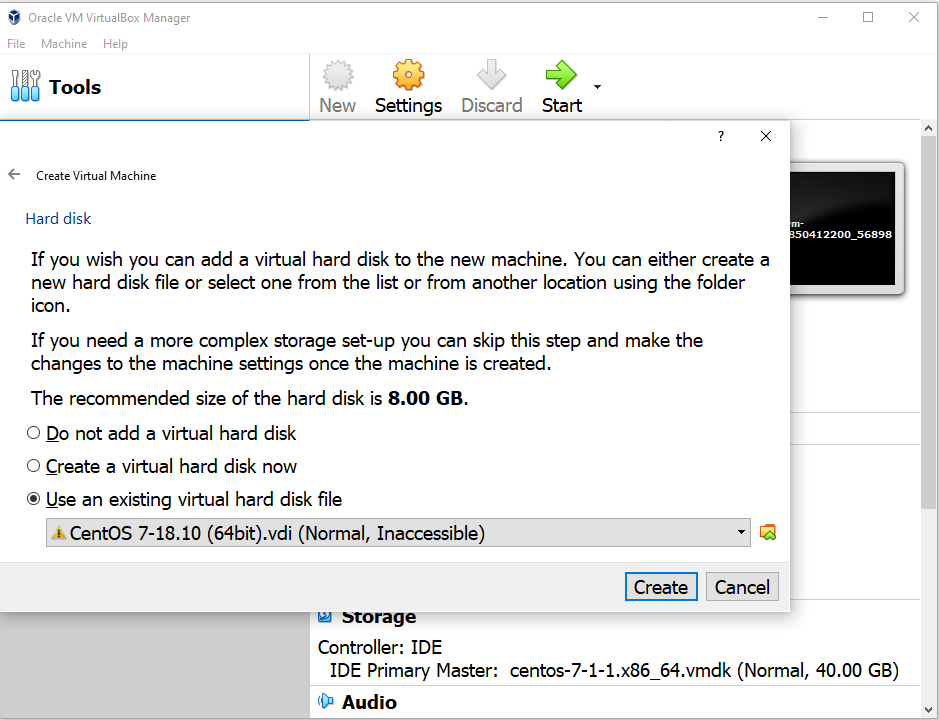 Oracle VM VirtualBox Manager
File Machine Help
Tools
New Settings Discard Start
?
Create Virtual Machine
Hard disk
If you wish you can add a virtual hard disk to the new machine. You can either create a
new hard disk file or select one from the list or from another location using the folder
icon.
If you need a more complex storage set-up you can skip this step and make the
changes to the machine settings once the machine is created.
The recommended size of the hard disk is 8.00 GB.
Do not add a virtual hard disk
Create a virtual hard disk now
Use an existing virtual hard disk file
CentOS 7-18.10 (64bit).vdi (Normal, Inaccessible)
Create Cancel
850412200_56898
Storage
Controller: IDE
IDE Primary Master: centos-7-1-1.x86_64.vmdk (Normal, 40.00 GB)
Audio